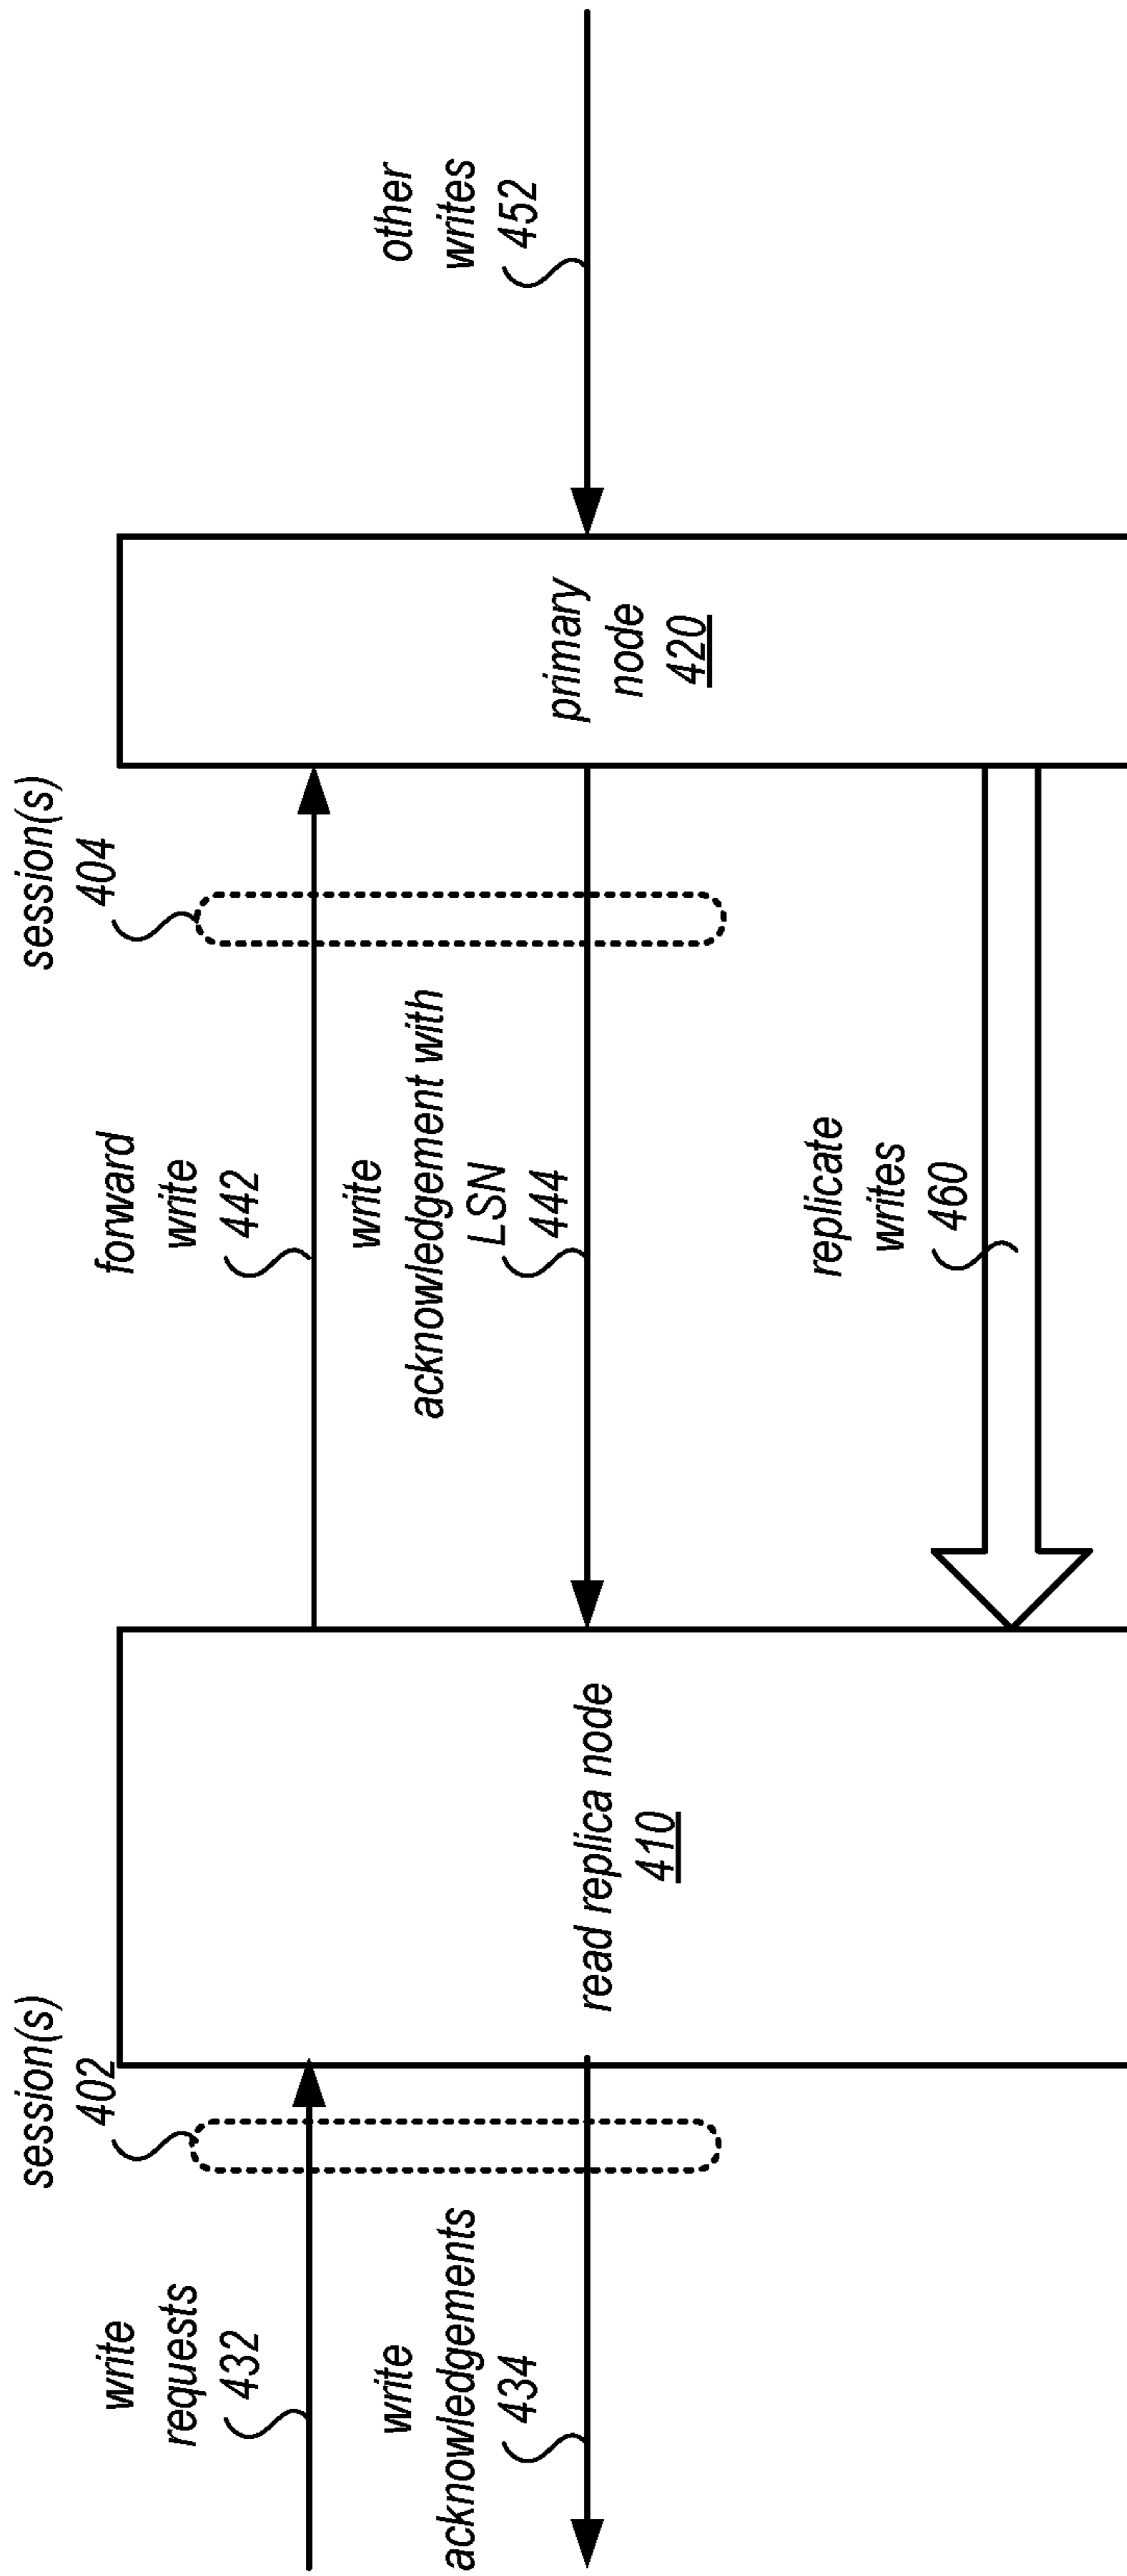 session(s)
402
session(s)
404
write
requests
432
forward
write
442
other
writes
452
write
acknowledgements
434
write
acknowledgement with
LSN
444
read replica node
410
primary
node
420
replicate
writes
460